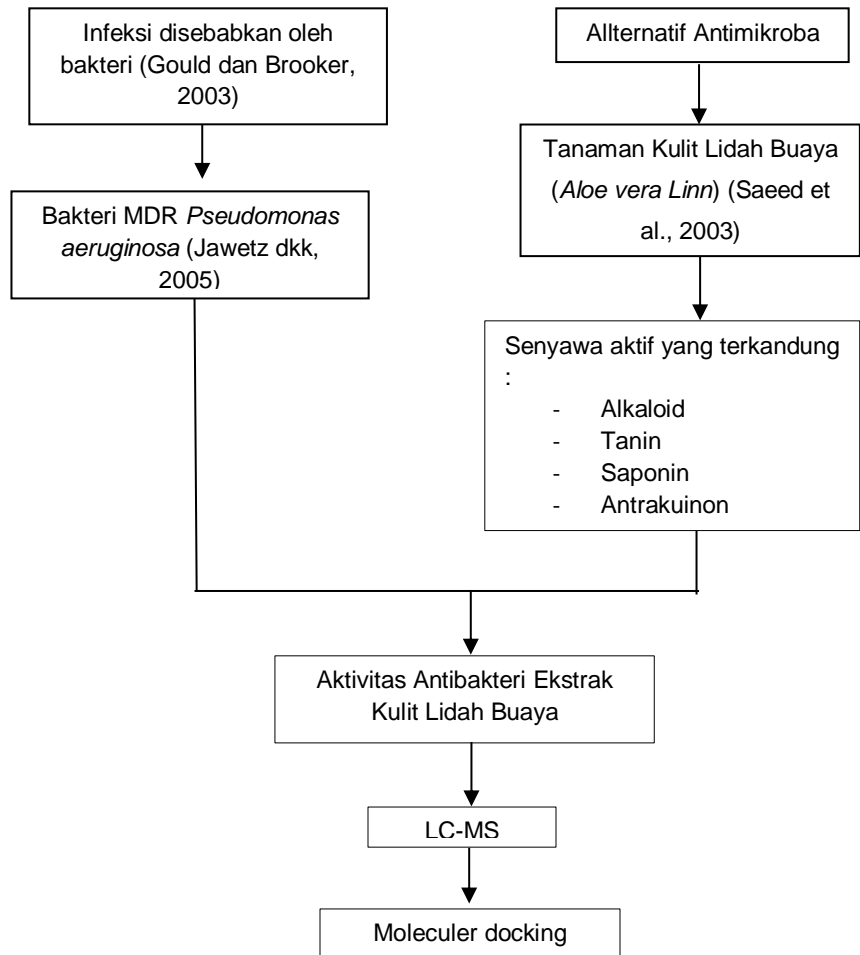 Infeksi disebabkan oleh
bakteri (Gould dan Brooker,
2003)
Bakteri MDR Pseudomonas
aeruginosa (Jawetz dkk,
2005)
Allternatif Antimikroba
Tanaman Kulit Lidah Buaya
(Aloe vera Linn) (Saeed et
al., 2003)
Senyawa aktif yang terkandung
:
- Alkaloid
- Tanin
- Saponin
- Antrakuinon
Aktivitas Antibakteri Ekstrak
Kulit Lidah Buaya
LC-MS
Moleculer docking